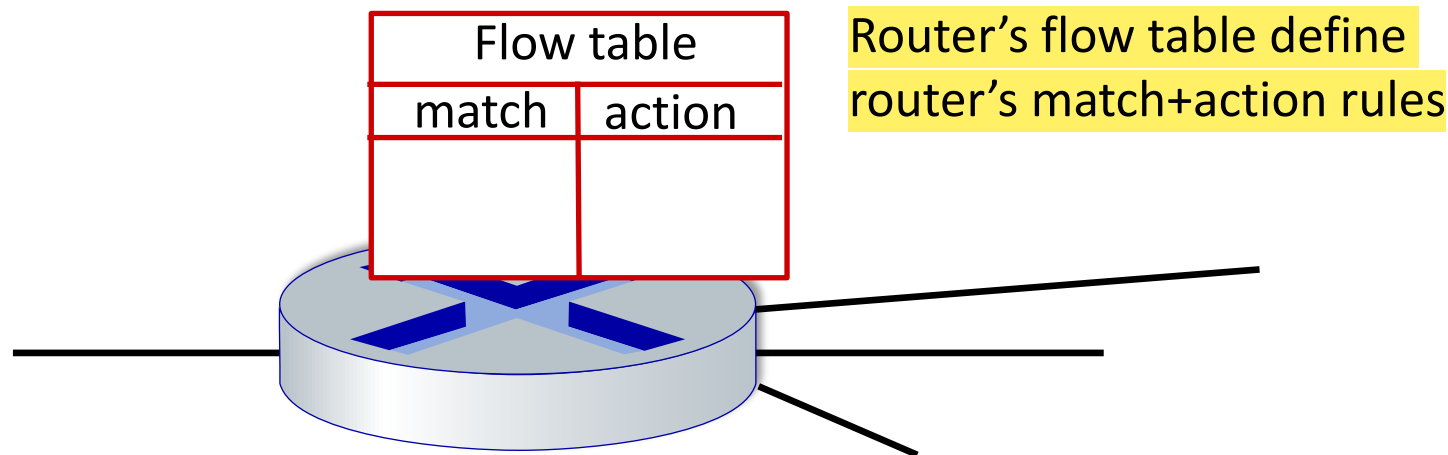 Flow table
match action
Router’s flow table define
router’s match+action rules